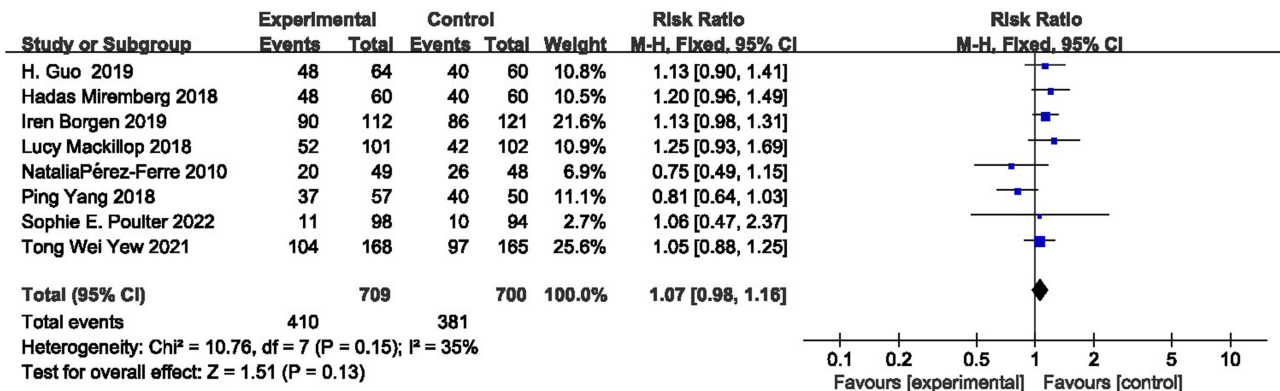 Experimental Control Risk Ratio Risk Ratio
Study or Subgroup Events Total Events Total Weight M-H, Fixed, 95% CI M-H, Fixed, 95% CI
H. Guo 2019 48 64 40 60 10.8% 1.13 [0.90, 1.41]
Hadas Miremberg 2018 48 60 40 60 10.5% 1.20 [0.96, 1.49]
Iren Borgen 2019 90 112 86 121 21.6% 1.13 [0.98, 1.31]
Lucy Mackillop 2018 52 101 42 102 10.9% 1.25 [0.93, 1.69]
NataliaPérez-Ferre 2010 20 49 26 48 6.9% 0.75 [0.49, 1.15]
Ping Yang 2018 37 57 40 50 11.1% 0.81 [0.64, 1.03]
Sophie E. Poulter 2022 11 98 10 94 2.7% 1.06 [0.47, 2.37]
Tong Wei Yew 2021 104 168 97 165 25.6% 1.05 [0.88, 1.25]
Total (95% CI) 709 700 100.0% 1.07 [0.98, 1.16]
Total events 410 381
Heterogeneity: Chi² = 10.76, df = 7 (P = 0.15); I² = 35%
Test for overall effect: Z = 1.51 (P = 0.13)
0.1 0.2 0.5 1 2 5 10
Favours [experimental] Favours [control]